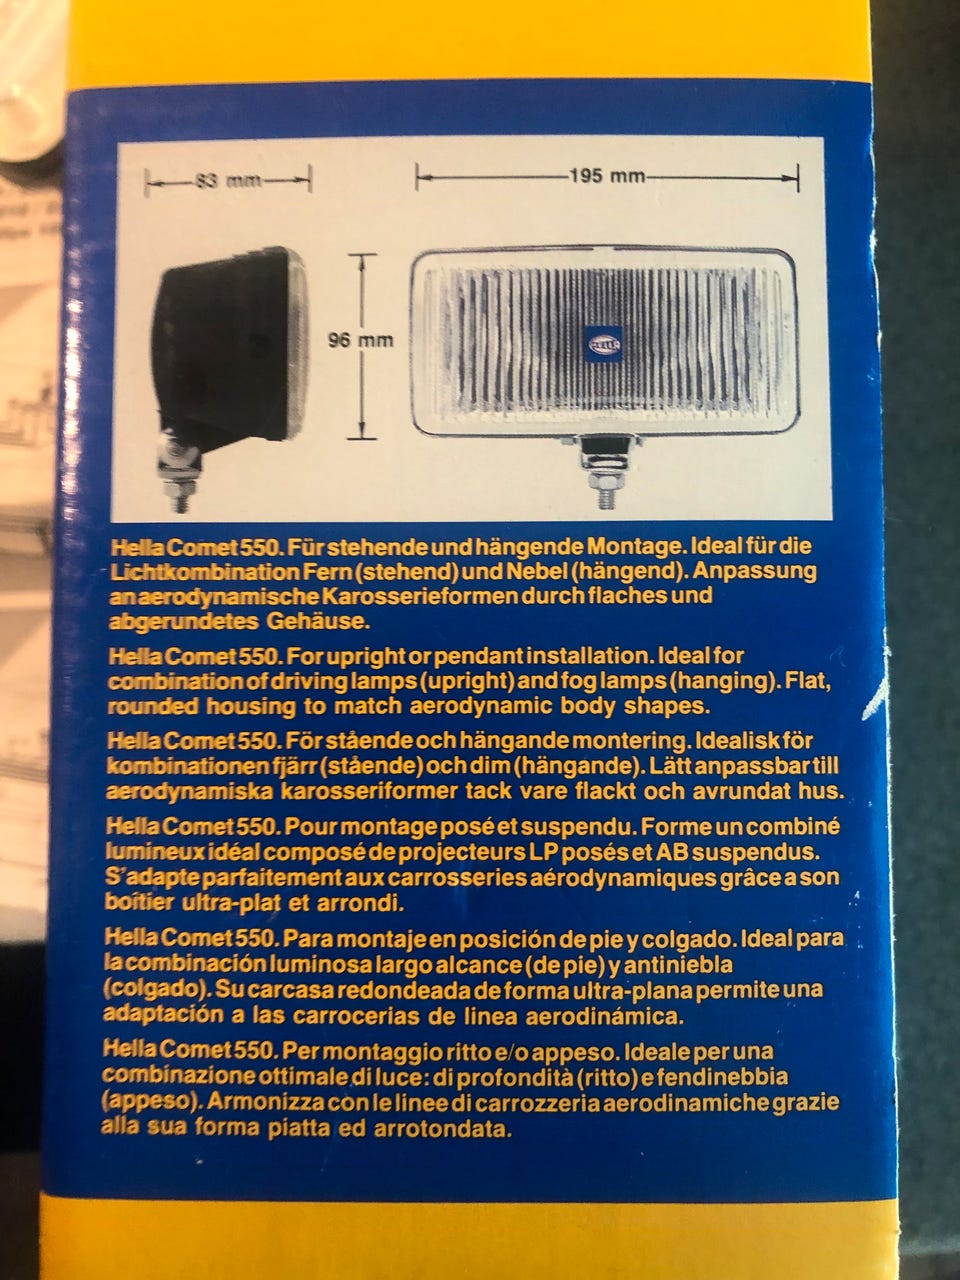 83 mm
195 mm
96 mm
Hella Comet 550. Für stehende und hängende Montage. Ideal für die
Lichtkombination Fern (stehend) und Nebel (hängend). Anpassung
an aerodynamische Karosserieformen durch flaches und
abgerundetes Gehäuse.
Hella Comet 550. For upright or pendant installation. Ideal for
combination of driving lamps (upright) and fog lamps (hanging). Flat,
rounded housing to match aerodynamic body shapes.
Hella Comet 550. För stående och hängande montering. Idealisk för
kombinationen fjärr (stående) och dim (hängande). Lätt anpassbar till
aerodynamiska karosseriformer tack vare flackt och avrundat hus.
Hella Comet 550. Pour montage posé et suspendu. Forme un combiné
lumineux idéal composé de projecteurs LP posés et AB suspendus.
S'adapte parfaitement aux carrosseries aérodynamiques grâce a son
boîtier ultra-plat et arrondi.
Hella Comet 550. Para montaje en posición de pie y colgado. Ideal para
la combinación luminosa largo alcance (de pie) y antiniebla
(colgado). Su carcasa redondeada de forma ultra-plana permite una
adaptación a las carrocerias de linea aerodinámica.
Hella Comet 550. Per montaggio ritto e/o appeso. Ideale per una
combinazione ottimale di luce: di profondità (ritto) e fendinebbia
(appeso). Armonizza con le linee di carrozzeria aerodinamiche grazie
alla sua forma piatta ed arrotondata.